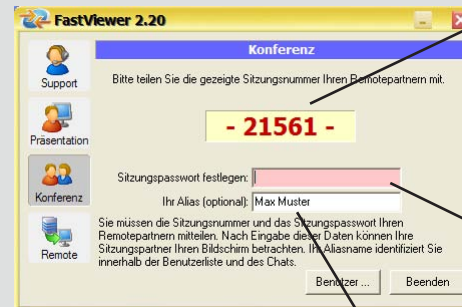 FastViewer 2.20
Konferenz
Support
Bitte teilen Sie die gezeigte Sitzungsnummer Ihren Remotepartnern mit.
Präsentation
- 21561 -
Konferenz
Sitzungspasswort festlegen:
Ihr Alias (optional): Max Muster
Remote
Sie müssen die Sitzungsnummer und das Sitzungspasswort Ihren
Remotepartnern mitteilen. Nach Eingabe dieser Daten können Ihre
Sitzungspartner Ihren Bildschirm betrachten. Ihr Aliasname identifiziert Sie
innerhalb der Benutzerliste und des Chats.
Benutzer ... Beenden